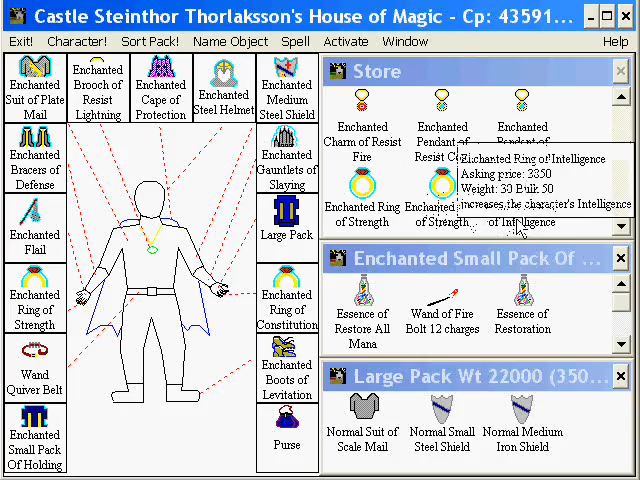 Castle Steinthor Thorlaksson's House of Magic - Cp: 43591...
Exit! Character! Sort Pack! Name Object Spell Activate Window Help
Enchanted
Suit of Plate
Mail
Enchanted
Brooch of
Resist
Lightning
Enchanted
Cape of
Protection
Enchanted
Steel Helmet
Enchanted
Medium
Steel Shield
Enchanted
Bracers of
Defense
Enchanted
Gauntlets of
Slaying
Enchanted
Flail
Large Pack
Enchanted
Ring of
Strength
Enchanted
Ring of
Constitution
Wand
Quiver Belt
Enchanted
Boots of
Levitation
Enchanted
Small Pack
Of Holding
Purse
Store
Enchanted
Charm of Resist
Fire
Enchanted
Pendant of
Resist
Enchanted
Pendant of
Enchanted Ring of Intelligence
Asking price: 3350
Weight: 30 Bulk 50
increases the character's Intelligence
Enchanted Ring
of Strength
Enchanted
of Strength
of Intelligence
Enchanted Small Pack Of ...
Essence of
Restore All
Mana
Wand of Fire
Bolt 12 charges
Essence of
Restoration
Large Pack Wt 22000 (350...
Normal Suit of
Scale Mail
Normal Small
Steel Shield
Normal Medium
Iron Shield